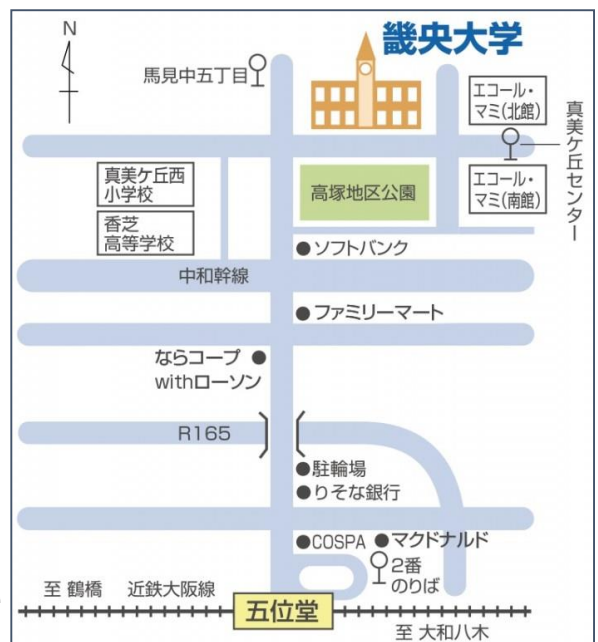 N
畿央大学
馬見中五丁目
エコール・
マミ(北館)
真美ケ丘センター
真美ケ丘西
小学校
高塚地区公園
エコール・
マミ(南館)
香芝
高等学校
ソフトバンク
中和幹線
ファミリーマート
ならコープ
withローソン
R165
駐輪場
りそな銀行
COSPA
マクドナルド
2番
のりば
至 鶴橋
近鉄大阪線
五位堂
至 大和八木